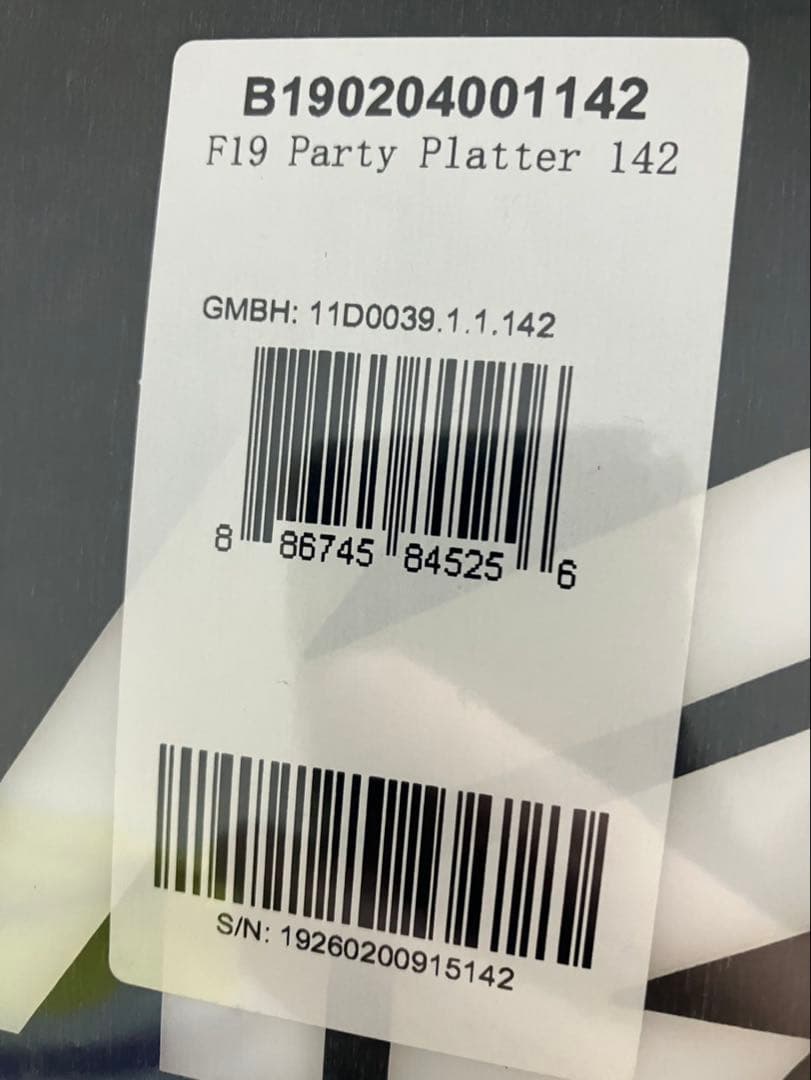 B190204001142
F19 Party Platter 142
GMBH: 11D0039.1.1.142
8 86745 84525 6
S/N: 19260200915142